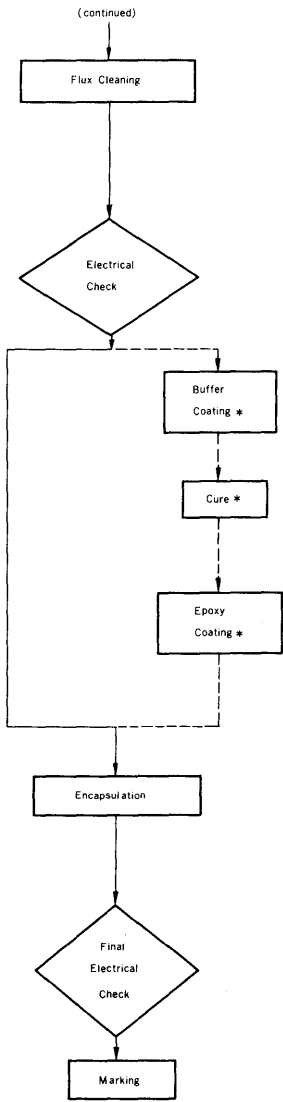 (continued)
Flux Cleaning
Electrical
Check
Buffer
Coating *
Cure *
Epoxy
Coating *
Encapsulation
Final
Electrical
Check
Marking